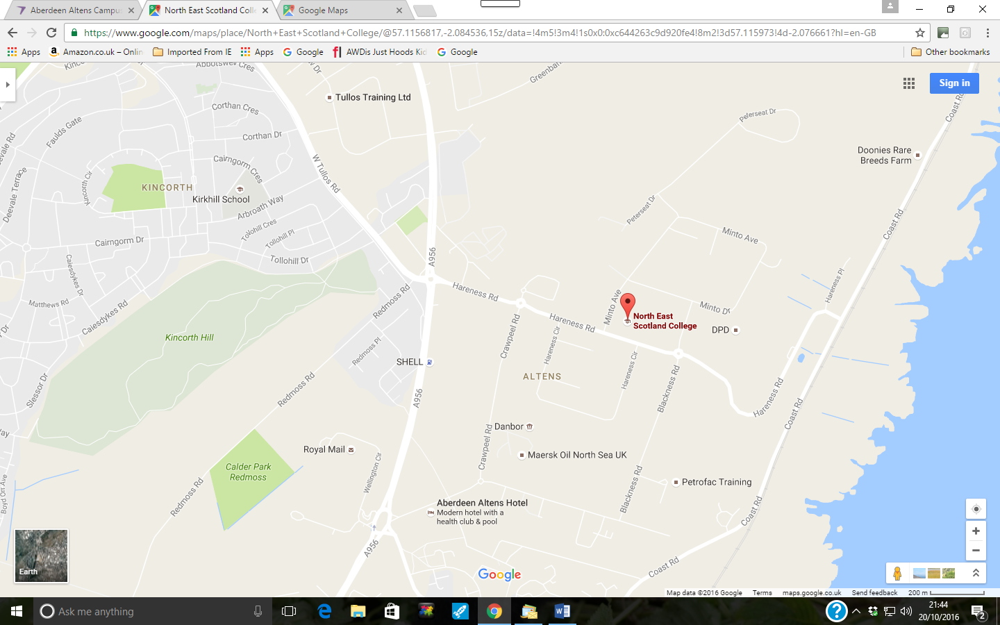 Aberdeen Altens Campus
North East Scotland Colle
Google Maps
https://www.google.com/maps/place/North+East+Scotland+College/@57.1156817,-2.084536,15z/data=!4m5!3m4!1s0x0:0xc644263c9d920fe4!8m2!3d57.115973!4d-2.076661?hl=en-GB
Apps
Amazon.co.uk – Onlin
Imported From IE
Apps
Google
AWDis Just Hoods Kid
Google
Other bookmarks
Sign in
Abbotswell Cres
Greenban
Tullos Training Ltd
Corthan Cres
Coast Rd
Peterseat Dr
Faulds Gate
Corthan Dr
Doonies Rare
Breeds Farm
Cairngorm Cres
W Tullos Rd
Kincorth Cir
Deevale Terrace
KINCORTH
Kirkhill School
Arbroath Way
Peterseat Dr
Coast Rd
Tollohill Cres
Tollohill Pl
Minto Ave
Cairngorm Dr
A956
Tollohill Dr
Caiesdykes Dr
Hareness Pl
Hareness Rd
Redmoss Rd
Matthews Rd
Caiesdykes Rd
Minto Ave
Minto Dr
North East
Scotland College
Hareness Rd
DPD
Crawpeel Rd
Kincorth Hill
Redmoss Pl
Hareness Cir
SHELL
Hareness Cir
ALTENS
Slessor Dr
Redmoss Rd
A956
Blackness Rd
Hareness Rd
Coast Rd
Danbor
Royal Mail
Crawpeel Rd
Maersk Oil North Sea UK
Calder Park
Redmoss
Wellington Cir
Petrofac Training
Boyd Orr Ave
Redmoss Rd
Blackness Rd
Aberdeen Altens Hotel
Modern hotel with a
health club & pool
Coast Rd
A956
Earth
Google
Coast Rd
Map data ©2016 Google
Terms
maps.google.co.uk
Send feedback
200 m
Ask me anything
21:44
20/10/2016
2